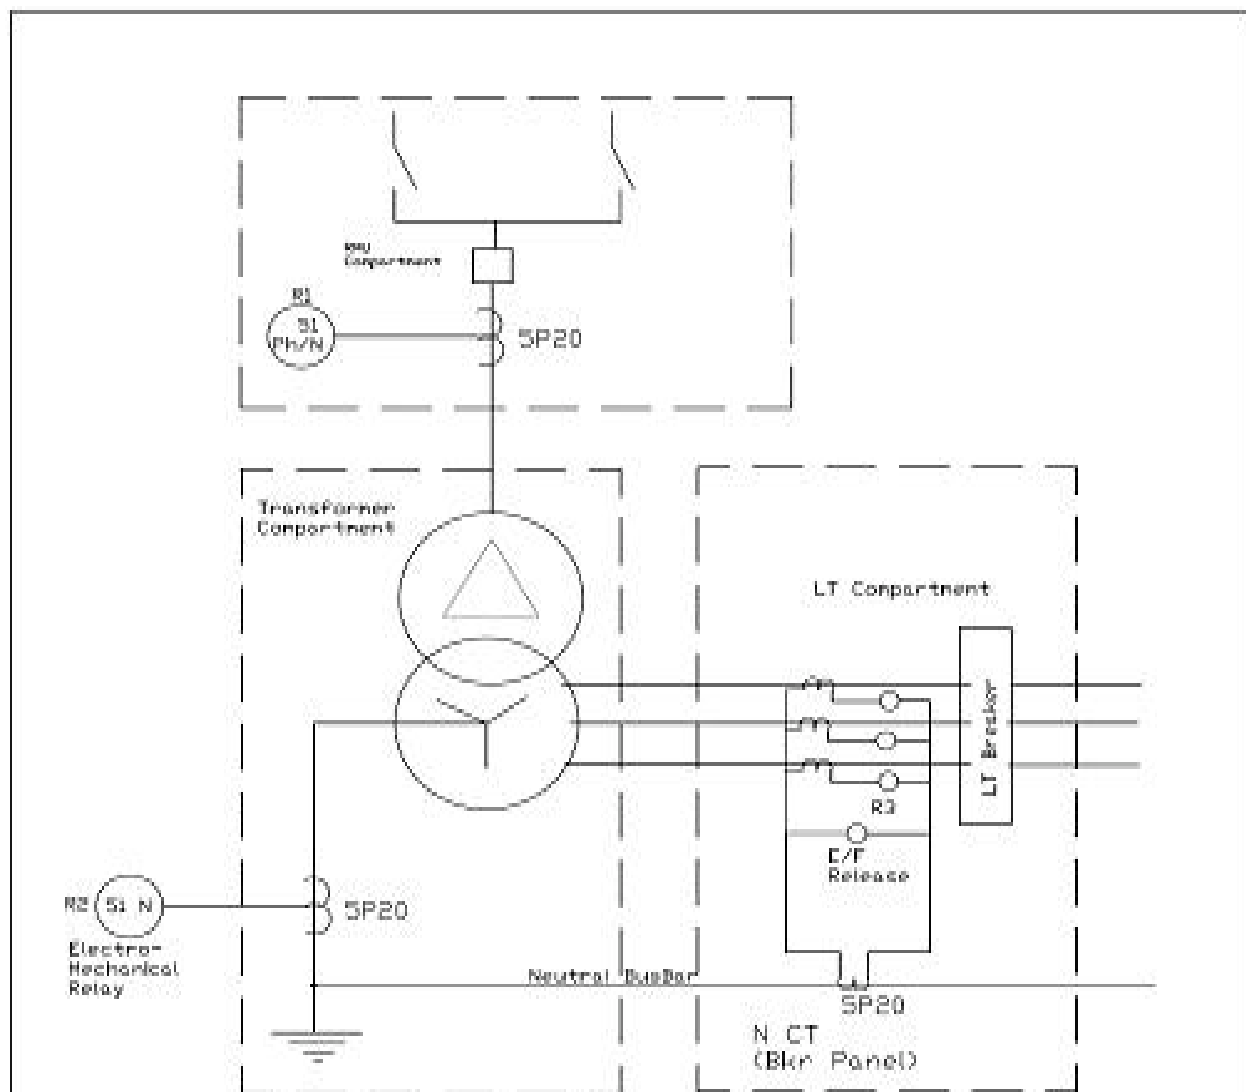 RMU
Compartment
R1
51
Ph/N
5P20
Transformer
Compartment
LT Compartment
LT Breaker
R3
E/F
Release
R2
51 N
5P20
Electro-
Mechanical
Relay
Neutral BusBar
5P20
N CT
(Bkr Panel)